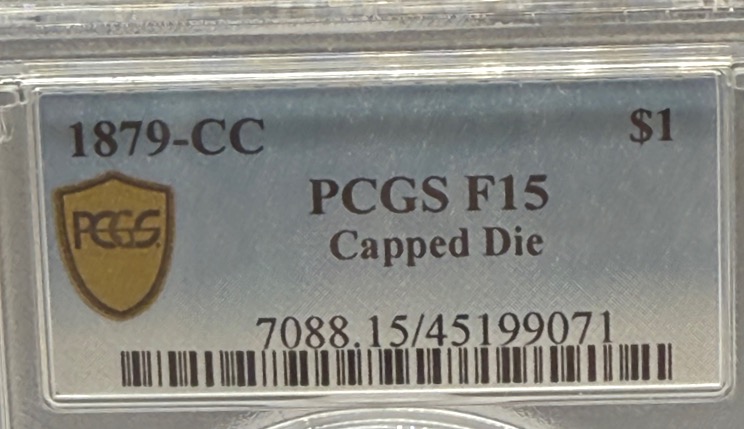 1879-CC $1
PCGS F15
PCGS
Capped Die
7088.15/45199071